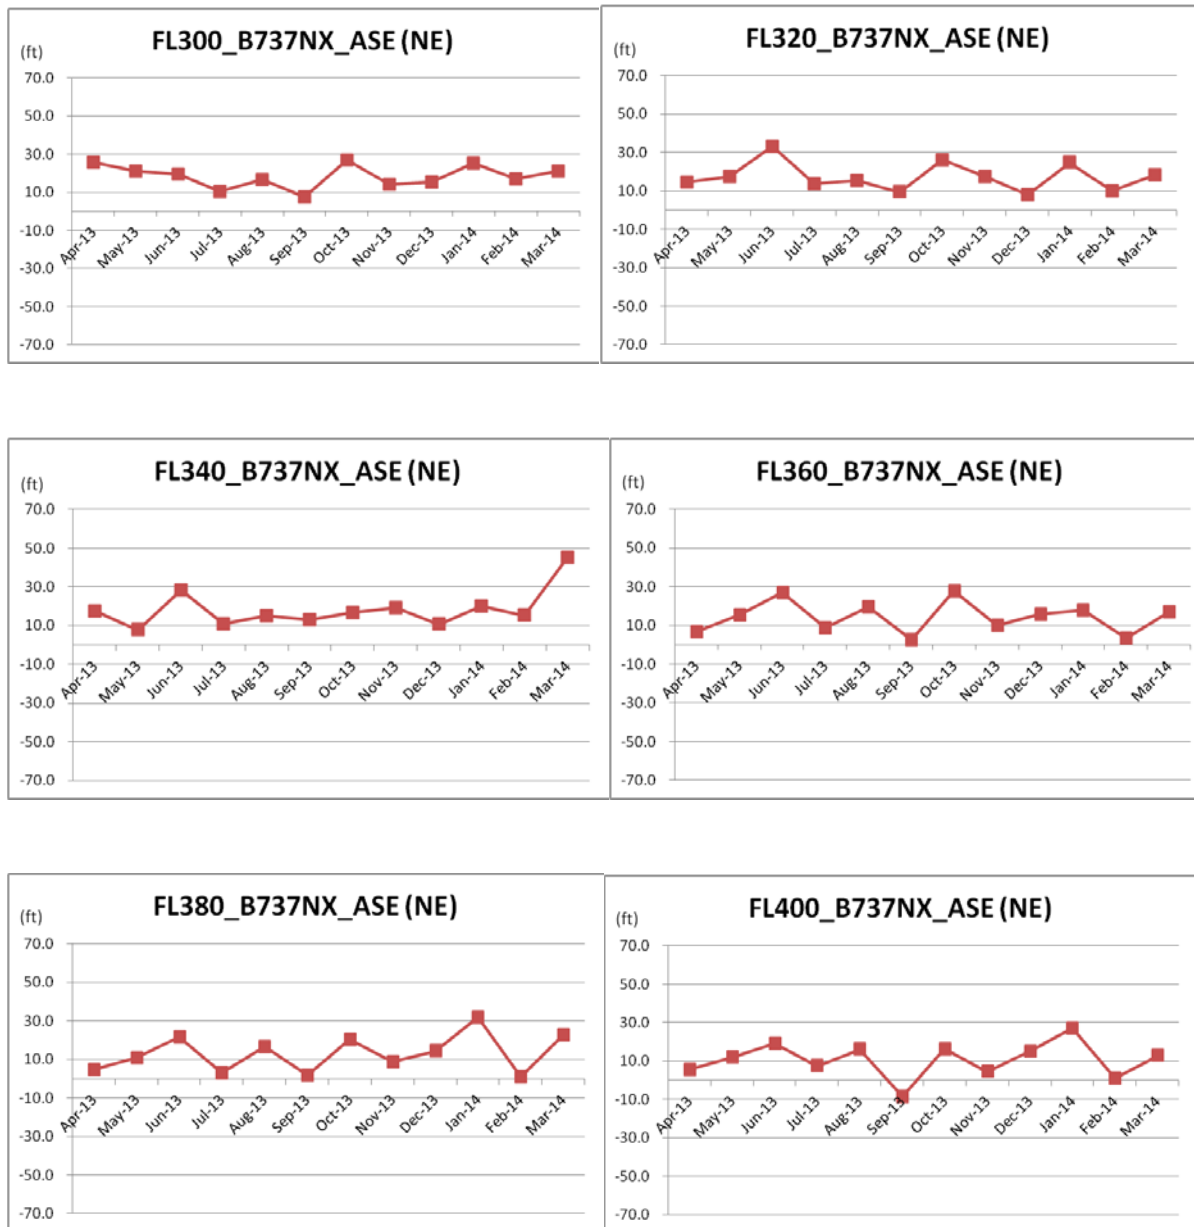 FL300_B737NX_ASE (NE)
(ft)
70.0
50.0
30.0
10.0
-10.0
-30.0
-50.0
-70.0
Apr-13
May-13
Jun-13
Jul-13
Aug-13
Sep-13
Oct-13
Nov-13
Dec-13
Jan-14
Feb-14
Mar-14
FL320_B737NX_ASE (NE)
(ft)
70.0
50.0
30.0
10.0
-10.0
-30.0
-50.0
-70.0
Apr-13
May-13
Jun-13
Jul-13
Aug-13
Sep-13
Oct-13
Nov-13
Dec-13
Jan-14
Feb-14
Mar-14
FL340_B737NX_ASE (NE)
(ft)
70.0
50.0
30.0
10.0
-10.0
-30.0
-50.0
-70.0
Apr-13
May-13
Jun-13
Jul-13
Aug-13
Sep-13
Oct-13
Nov-13
Dec-13
Jan-14
Feb-14
Mar-14
FL360_B737NX_ASE (NE)
(ft)
70.0
50.0
30.0
10.0
-10.0
-30.0
-50.0
-70.0
Apr-13
May-13
Jun-13
Jul-13
Aug-13
Sep-13
Oct-13
Nov-13
Dec-13
Jan-14
Feb-14
Mar-14
FL380_B737NX_ASE (NE)
(ft)
70.0
50.0
30.0
10.0
-10.0
-30.0
-50.0
-70.0
Apr-13
May-13
Jun-13
Jul-13
Aug-13
Sep-13
Oct-13
Nov-13
Dec-13
Jan-14
Feb-14
Mar-14
FL400_B737NX_ASE (NE)
(ft)
70.0
50.0
30.0
10.0
-10.0
-30.0
-50.0
-70.0
Apr-13
May-13
Jun-13
Jul-13
Aug-13
Sep-13
Oct-13
Nov-13
Dec-13
Jan-14
Feb-14
Mar-14